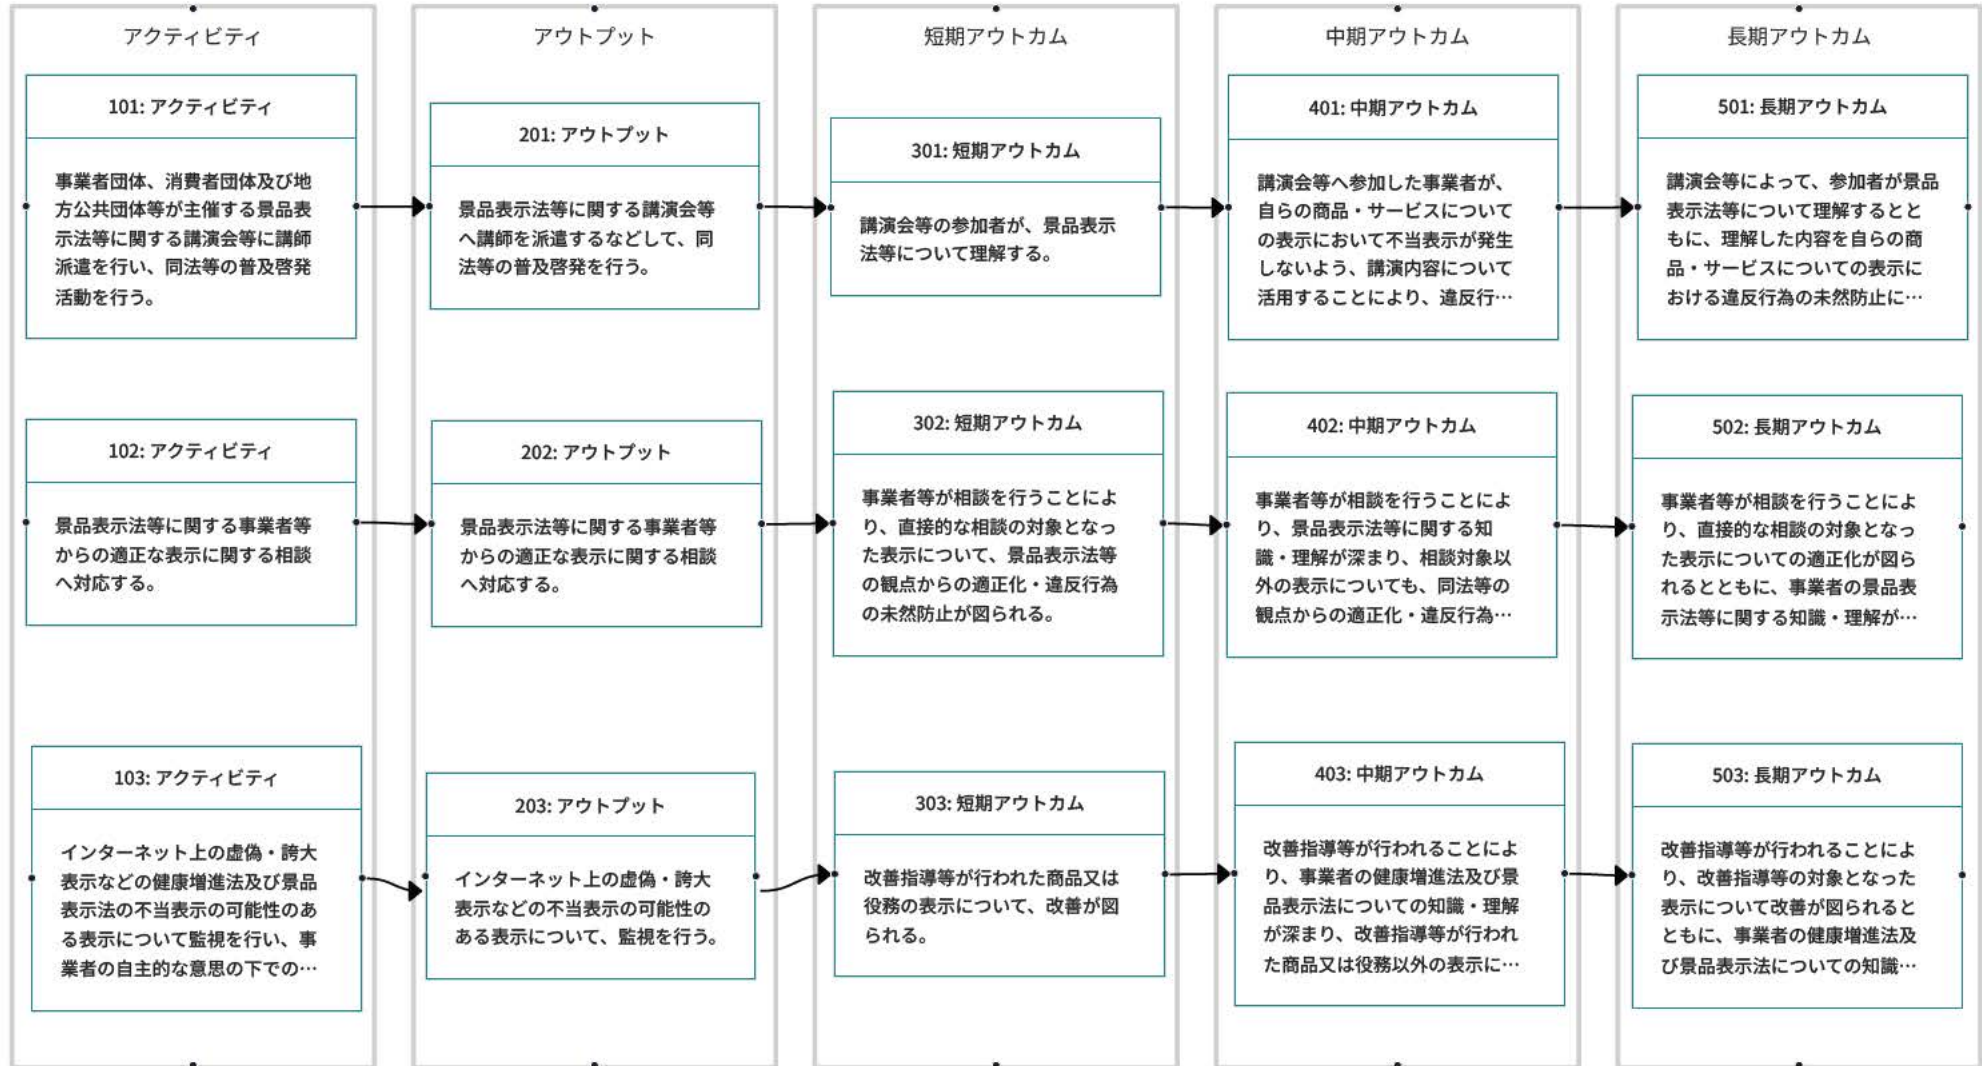 アクティビティ
101: アクティビティ
事業者団体、消費者団体及び地
方公共団体等が主催する景品表
示法等に関する講演会等に講師
派遣を行い、同法等の普及啓発
活動を行う。
102: アクティビティ
景品表示法等に関する事業者等
からの適正な表示に関する相談
へ対応する。
103: アクティビティ
インターネット上の虚偽・誇大
表示などの健康増進法及び景品
表示法の不当表示の可能性のあ
る表示について監視を行い、事
業者の自主的な意思の下での…
アウトプット
201: アウトプット
景品表示法等に関する講演会等
へ講師を派遣するなどして、同
法等の普及啓発を行う。
202: アウトプット
景品表示法等に関する事業者等
からの適正な表示に関する相談
へ対応する。
203: アウトプット
インターネット上の虚偽・誇大
表示などの不当表示の可能性の
ある表示について、監視を行う。
短期アウトカム
301: 短期アウトカム
講演会等の参加者が、景品表示
法等について理解する。
302: 短期アウトカム
事業者等が相談を行うことによ
り、直接的な相談の対象となっ
た表示について、景品表示法等
の観点からの適正化・違反行為
の未然防止が図られる。
303: 短期アウトカム
改善指導等が行われた商品又は
役務の表示について、改善が図
られる。
中期アウトカム
401: 中期アウトカム
講演会等へ参加した事業者が、
自らの商品・サービスについて
の表示において不当表示が発生
しないよう、講演内容について
活用することにより、違反行…
402: 中期アウトカム
事業者等が相談を行うことによ
り、景品表示法等に関する知
識・理解が深まり、相談対象以
外の表示についても、同法等の
観点からの適正化・違反行為…
403: 中期アウトカム
改善指導等が行われることによ
り、事業者の健康増進法及び景
品表示法についての知識・理解
が深まり、改善指導等が行われ
た商品又は役務以外の表示に…
長期アウトカム
501: 長期アウトカム
講演会等によって、参加者が景品
表示法等について理解するとと
もに、理解した内容を自らの商
品・サービスについての表示に
おける違反行為の未然防止に…
502: 長期アウトカム
事業者等が相談を行うことによ
り、直接的な相談の対象となっ
た表示についての適正化が図ら
れるとともに、事業者の景品表
示法等に関する知識・理解が…
503: 長期アウトカム
改善指導等が行われることによ
り、改善指導等の対象となった
表示について改善が図られると
ともに、事業者の健康増進法及
び景品表示法についての知識…